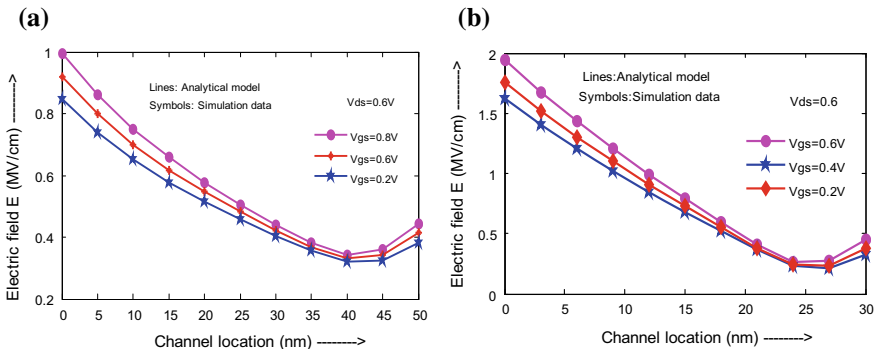 (a)
Electric field E (MV/cm) ------->
1
0.8
0.6
0.4
0.2
Lines:Analytical model
Symbols: Simulation data
Vds=0.6V
Vgs=0.8V
Vgs=0.6V
Vgs=0.2V
0 5 10 15 20 25 30 35 40 45 50
Channel location (nm) -------->
(b)
Electric field E (MV/cm) ------->
2
1.5
1
0.5
0
Lines:Analytical model
Symbols:Simulation data
Vds=0.6
Vgs=0.6V
Vgs=0.4V
Vgs=0.2V
0 5 10 15 20 25 30
Channel location (nm) -------->